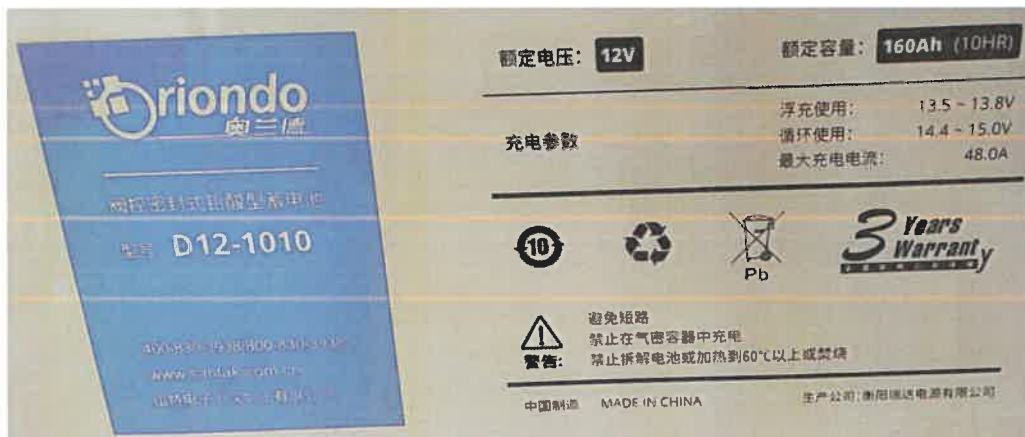 Oriondo
奥兰德
阀控密封式铅酸型蓄电池
型号 D12-1010
额定电压: 12V
额定容量: 160Ah (10HR)
充电参数
浮充使用: 13.5 ~ 13.8V
循环使用: 14.4 ~ 15.0V
最大充电电流: 48.0A
10
Pb
3 Years
Warranty
警告:
避免短路
禁止在气密容器中充电
禁止拆解电池或加热到60℃以上或焚烧
中国制造 MADE IN CHINA
生产公司:衡阳瑞达电源有限公司